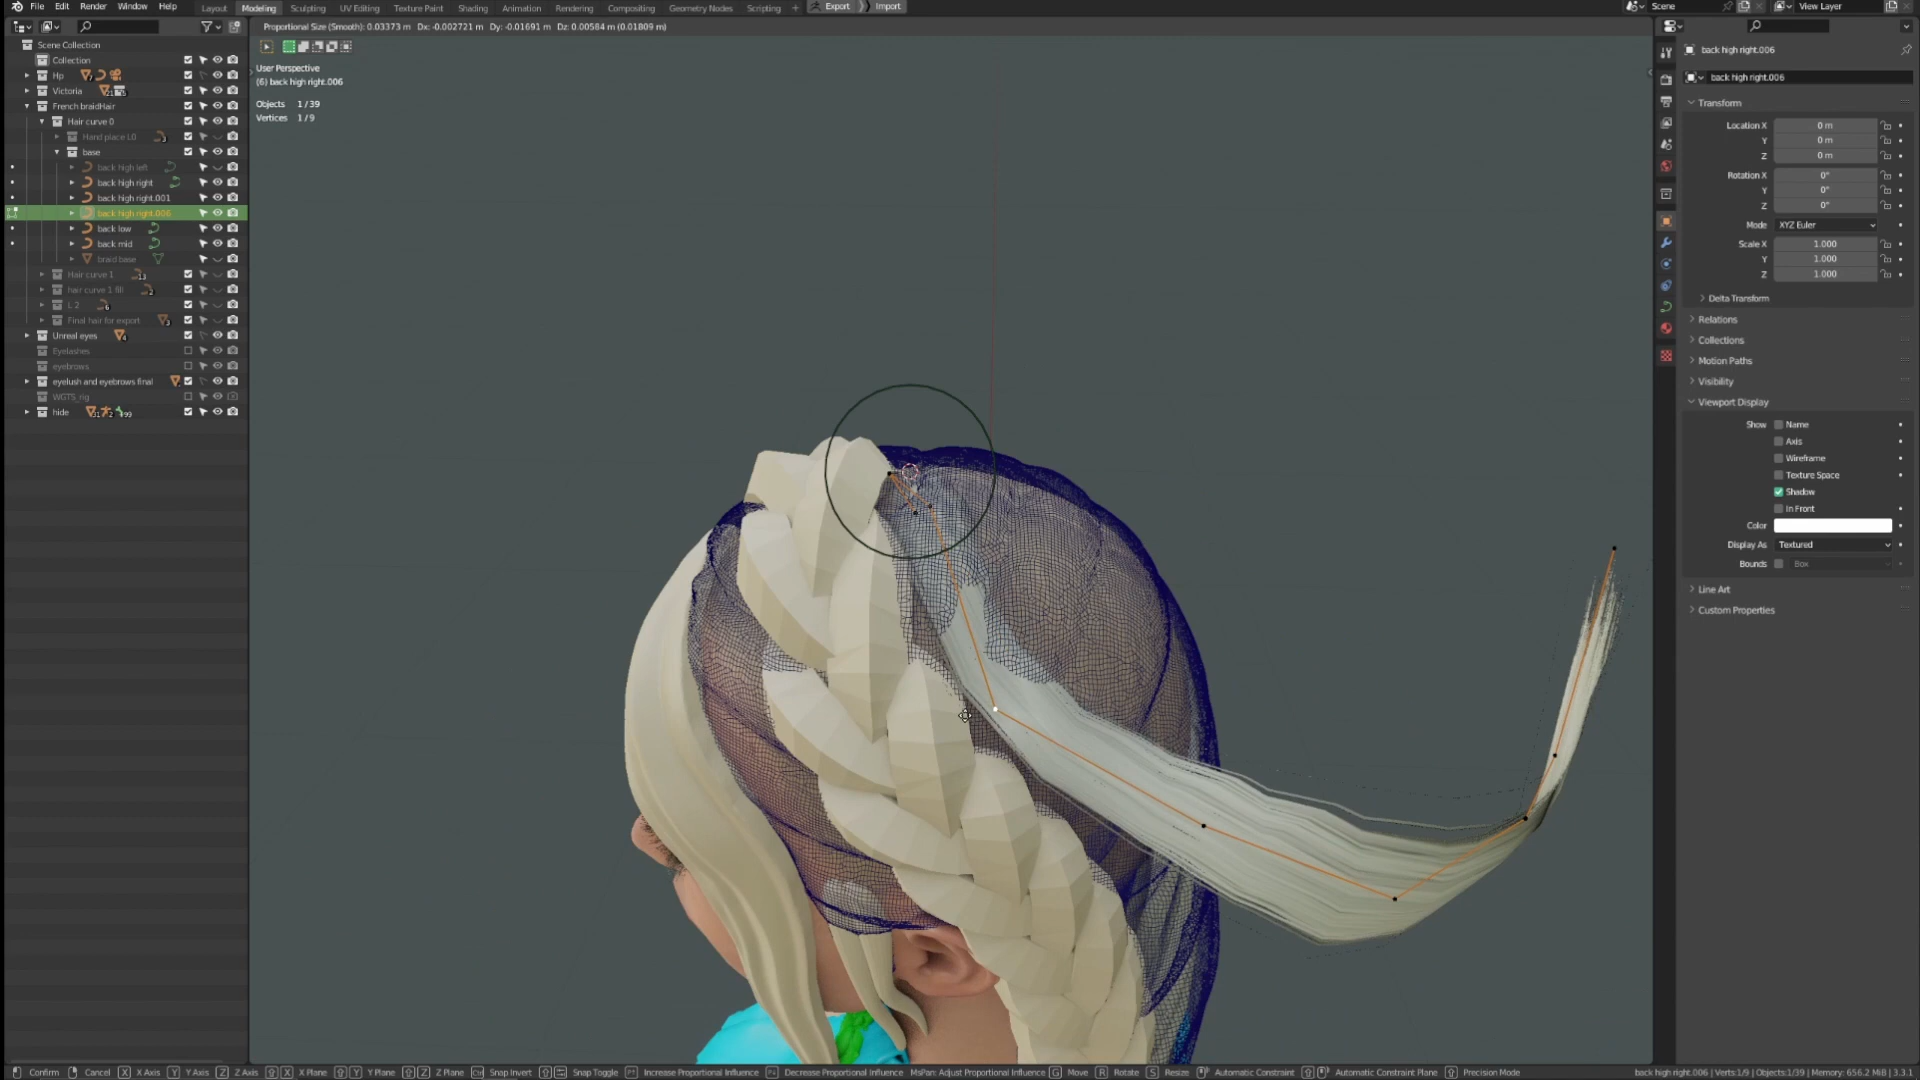 File Edit Render Window Help
Layout Modeling Sculpting UV Editing Texture Paint Shading Animation Rendering Compositing Geometry Nodes Scripting + Export Import
Scene View Layer
Proportional Size (Smooth): 0.03373 m Dx: -0.002721 m Dy: -0.01691 m Dz: 0.00584 m (0.01809 m)
User Perspective
(6) back high right.006
Objects 1/39
Vertices 1/9
Scene Collection
Collection
Hp
Victoria
French braidHair
Hair curve 0
Hand place L0
base
back high left
back high right
back high right.001
back high right.006
back low
back mid
braid base
Hair curve 1
hair curve 1 fill
L 2
Final hair for export
Unreal eyes
Eyelashes
eyebrows
eyelush and eyebrows final
WGTS_rig
hide
back high right.006
back high right.006
Transform
Location X 0 m
Y 0 m
Z 0 m
Rotation X 0°
Y 0°
Z 0°
Mode XYZ Euler
Scale X 1.000
Y 1.000
Z 1.000
Delta Transform
Relations
Collections
Motion Paths
Visibility
Viewport Display
Show Name
Axis
Wireframe
Texture Space
Shadow
In Front
Color
Display As Textured
Bounds Box
Line Art
Custom Properties
Confirm Cancel X X Axis Y Y Axis Z Z Axis X X Plane Y Y Plane Z Z Plane Snap Invert Snap Toggle Increase Proportional Influence Decrease Proportional Influence MsPan: Adjust Proportional Influence G Move R Rotate S Resize Automatic Constraint Automatic Constraint Plane Precision Mode
back high right.006 | Verts:1/9 | Objects:1/39 | Memory: 656.2 MiB | 3.3.1